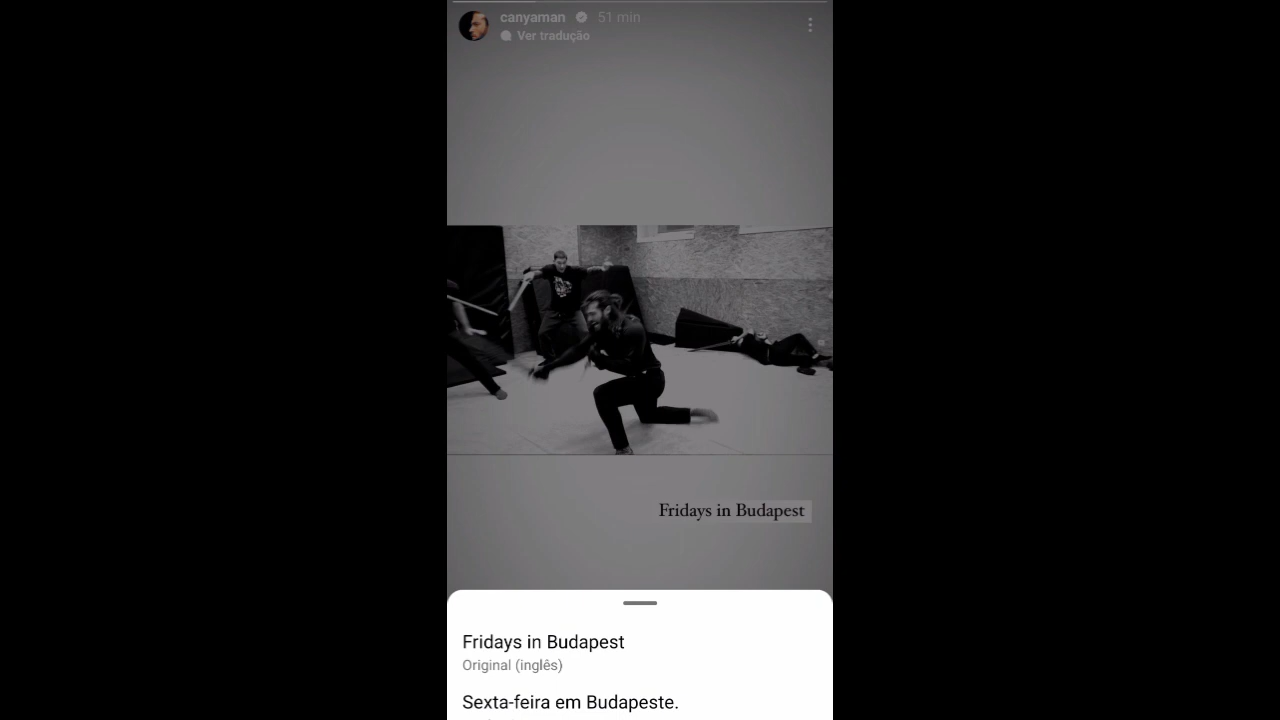 canyaman 51 min
Ver tradução
Fridays in Budapest
Fridays in Budapest
Original (inglês)
Sexta-feira em Budapeste.